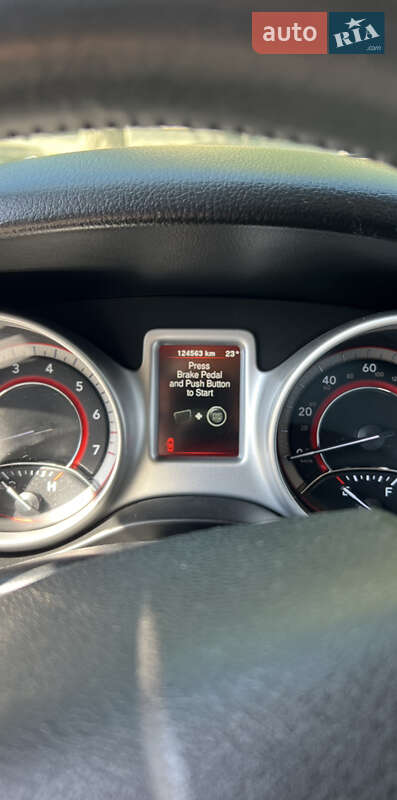 auto RIA .com
124563 km 23°
Press
Brake Pedal
and Push Button
to Start
3 4 5 6 7
H
20 40 60
F